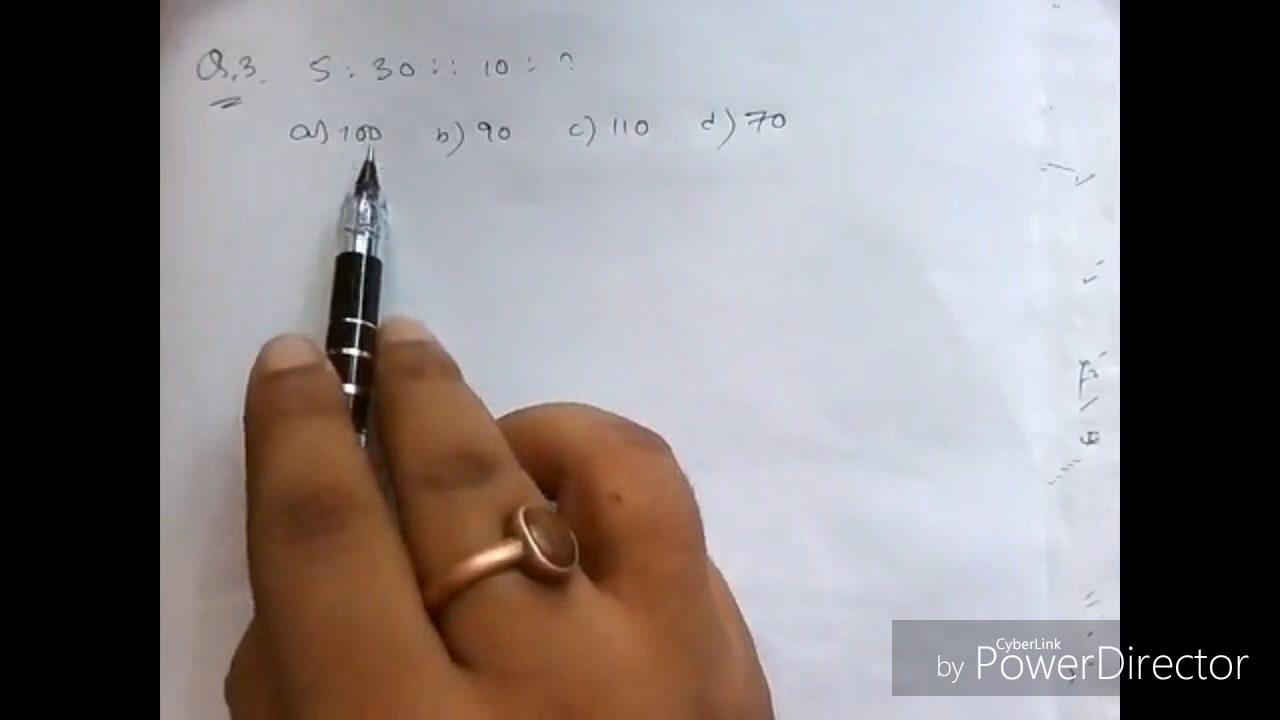 Q.3. 5 : 30 :: 10 : ?
a) 100 b) 90 c) 110 d) 70
CyberLink
by PowerDirector